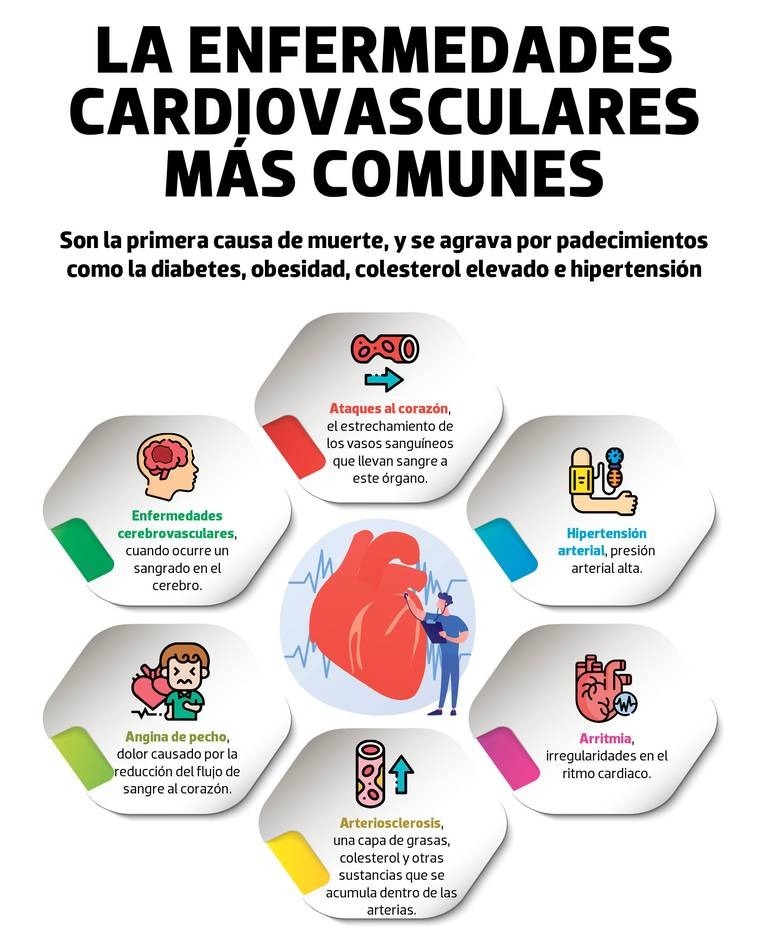 LA ENFERMEDADES
CARDIOVASCULARES
MÁS COMUNES
Son la primera causa de muerte, y se agrava por padecimientos
como la diabetes, obesidad, colesterol elevado e hipertensión
Ataques al corazón,
el estrechamiento de
los vasos sanguíneos
que llevan sangre a
este órgano.
Enfermedades
cerebrovasculares,
cuando ocurre un
sangrado en el
cerebro.
Hipertensión
arterial, presión
arterial alta.
Angina de pecho,
dolor causado por la
reducción del flujo de
sangre al corazón.
Arritmia,
irregularidades en el
ritmo cardiaco.
Arteriosclerosis,
una capa de grasas,
colesterol y otras
sustancias que se
acumula dentro de las
arterias.